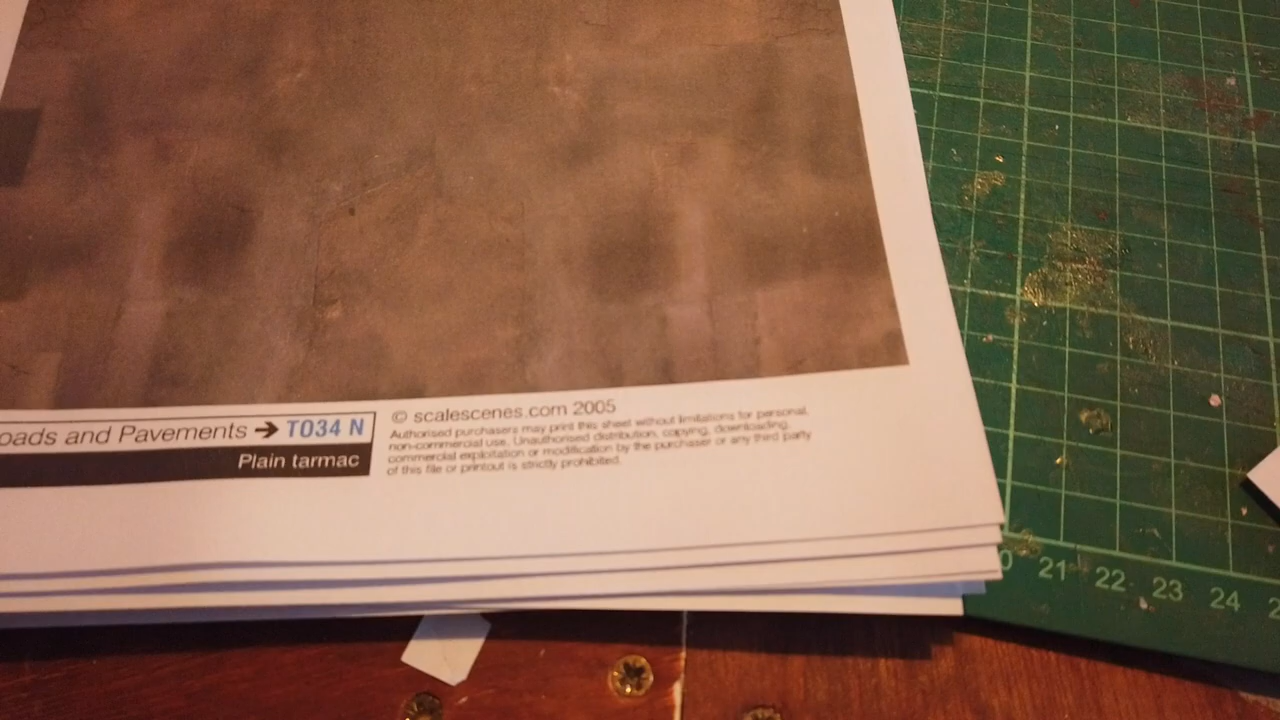 oads and Pavements → T034 N
Plain tarmac
© scalescenes.com 2005
Authorised purchasers may print this sheet without limitations for personal,
non-commercial use. Unauthorised distribution, copying, downloading,
commercial exploitation or modification by the purchaser or any third party
of this file or printout is strictly prohibited.
0 21 22 23 24 2